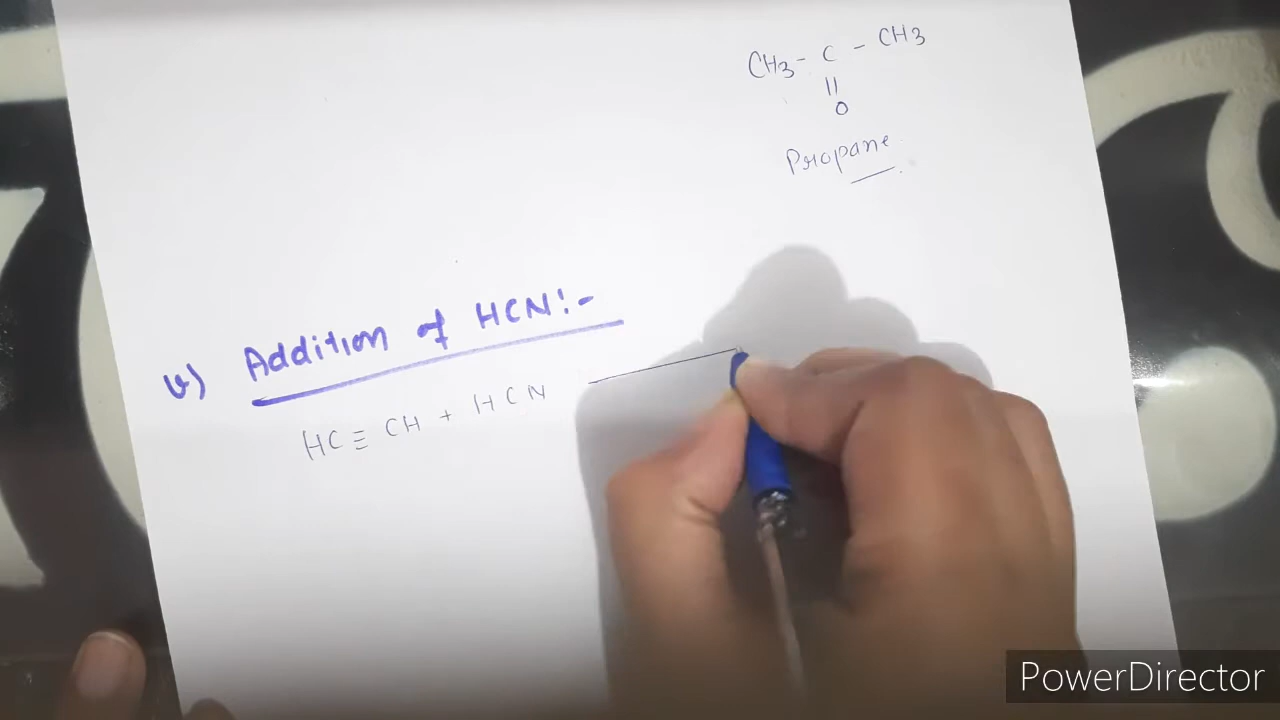 CH3 - C - CH3
||
O
Propane
v) Addition of HCN:-
HC ≡ CH + HCN
PowerDirector